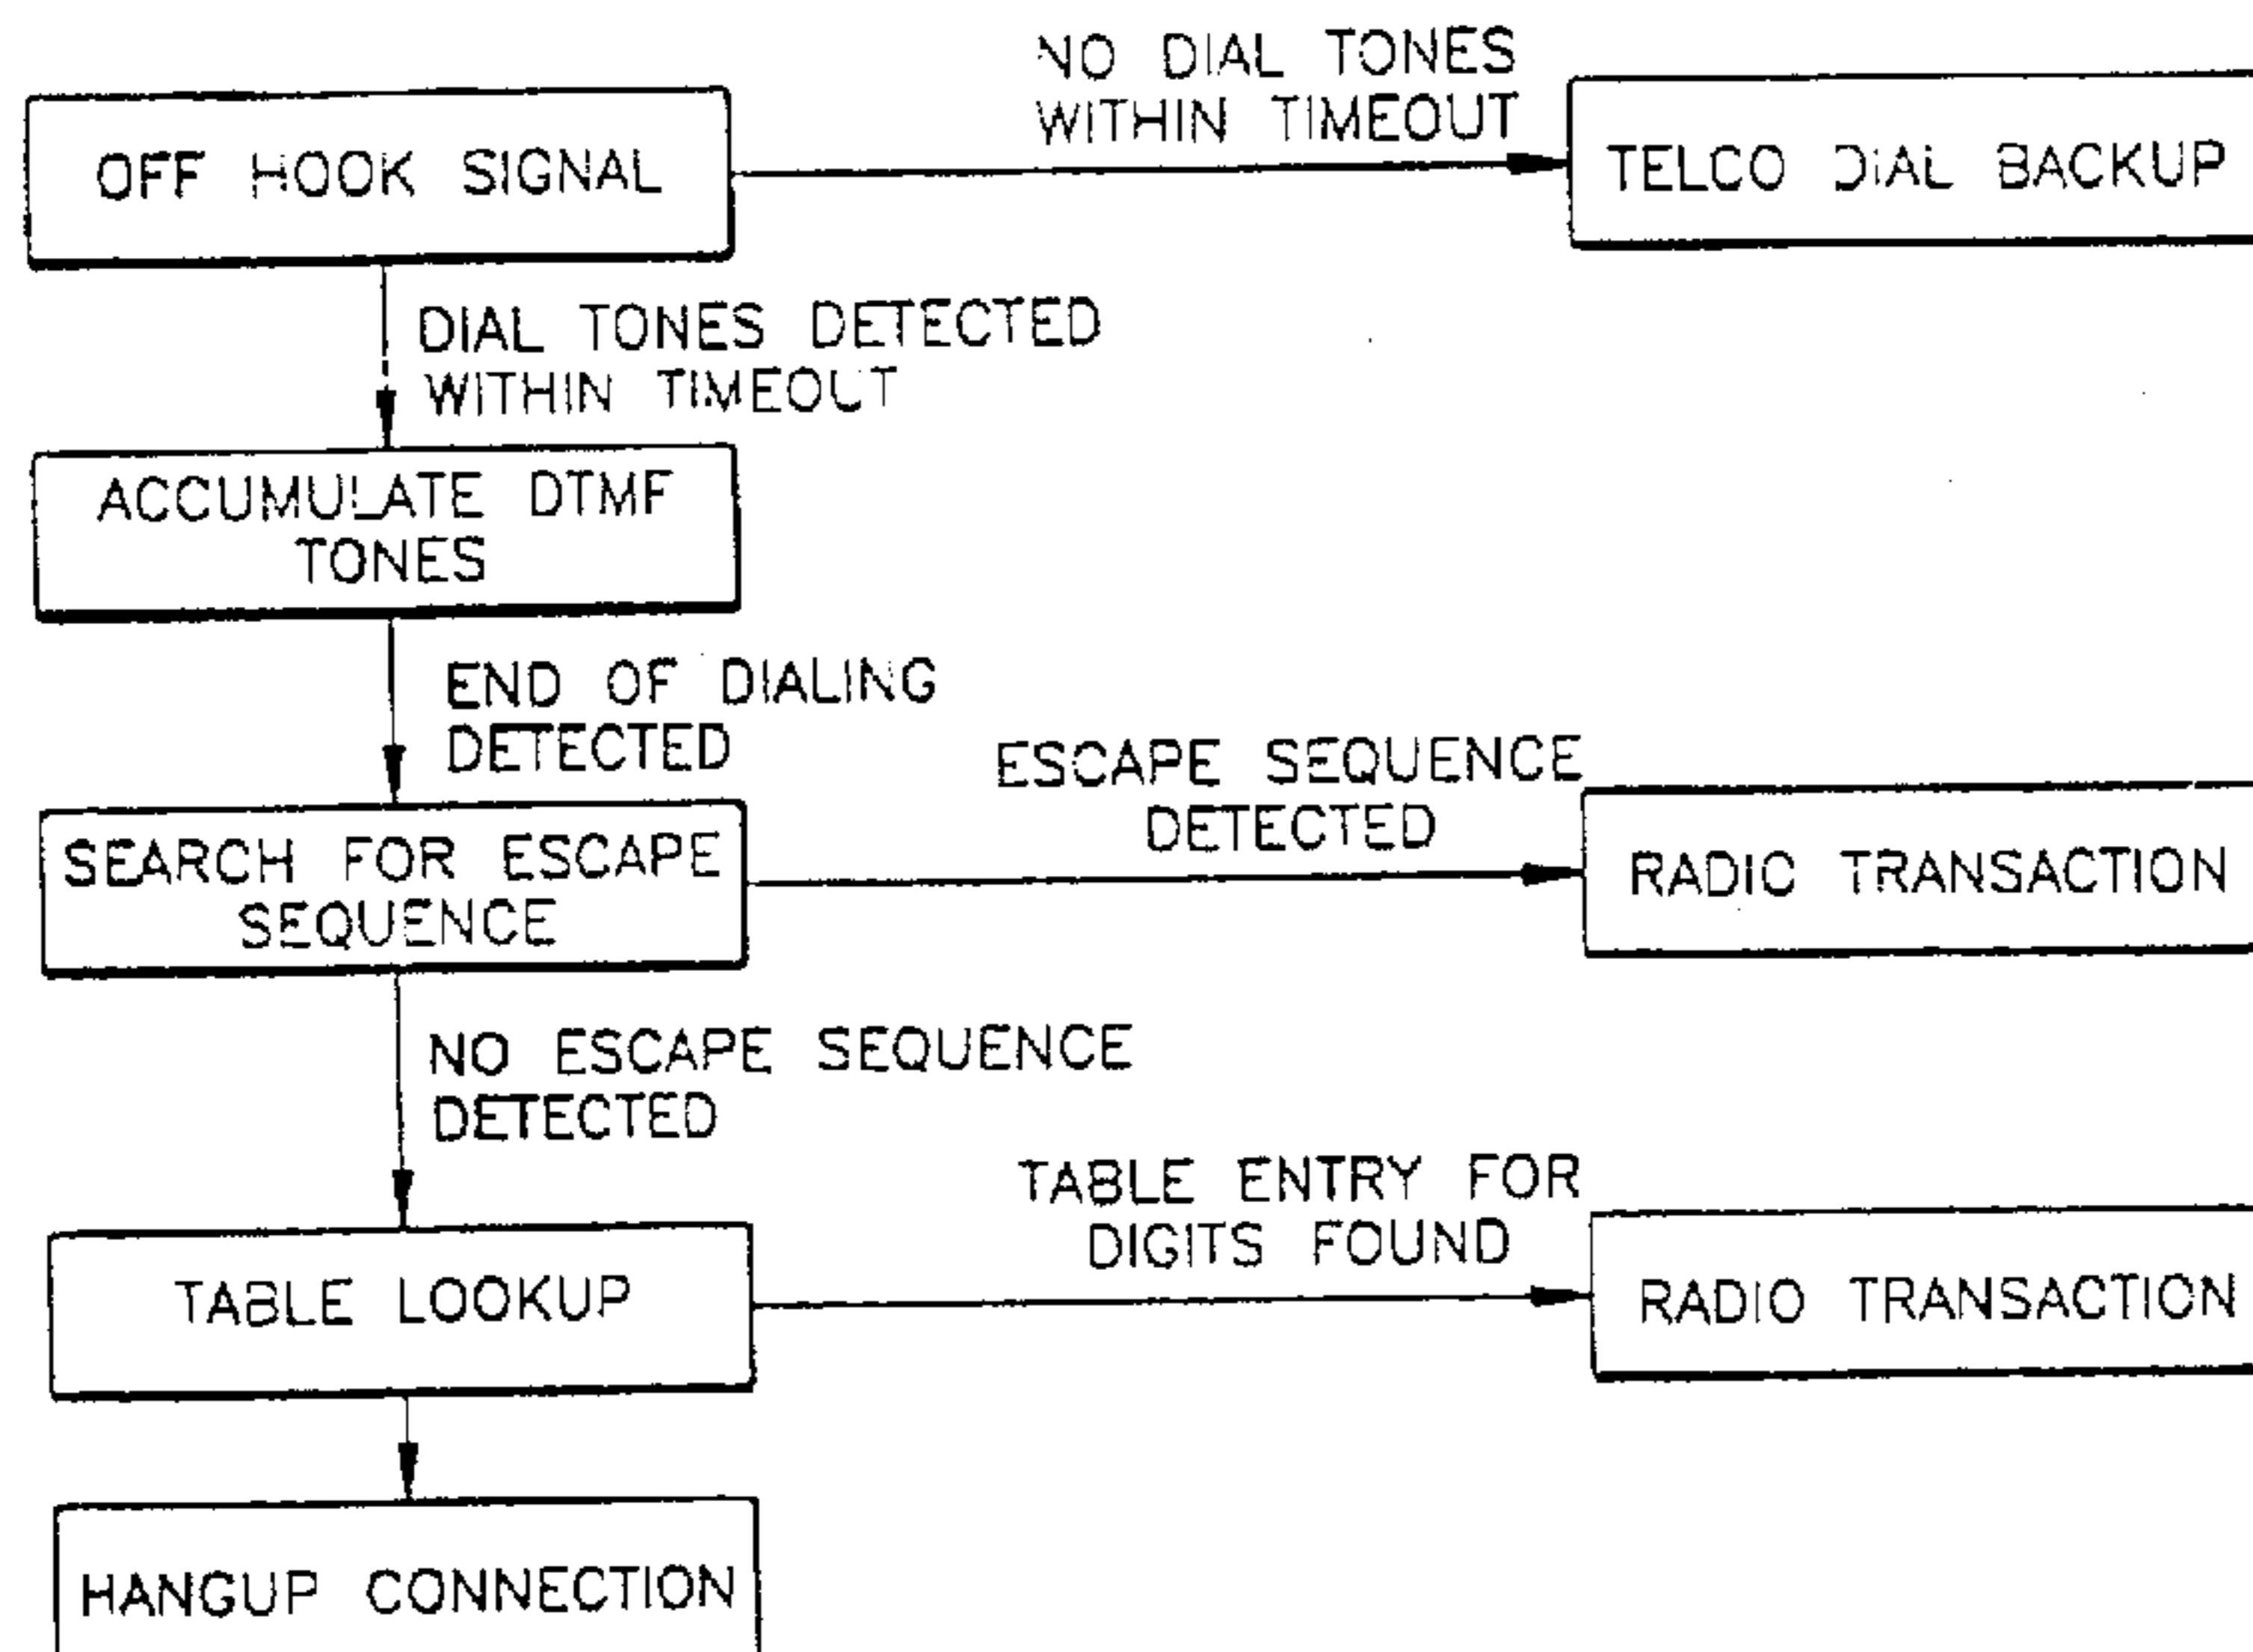 OFF HOOK SIGNAL
NO DIAL TONES
WITHIN TIMEOUT
TELCO DIAL BACKUP
DIAL TONES DETECTED
WITHIN TIMEOUT
ACCUMULATE DTMF
TONES
END OF DIALING
DETECTED
SEARCH FOR ESCAPE
SEQUENCE
ESCAPE SEQUENCE
DETECTED
RADIO TRANSACTION
NO ESCAPE SEQUENCE
DETECTED
TABLE LOOKUP
TABLE ENTRY FOR
DIGITS FOUND
RADIO TRANSACTION
HANGUP CONNECTION